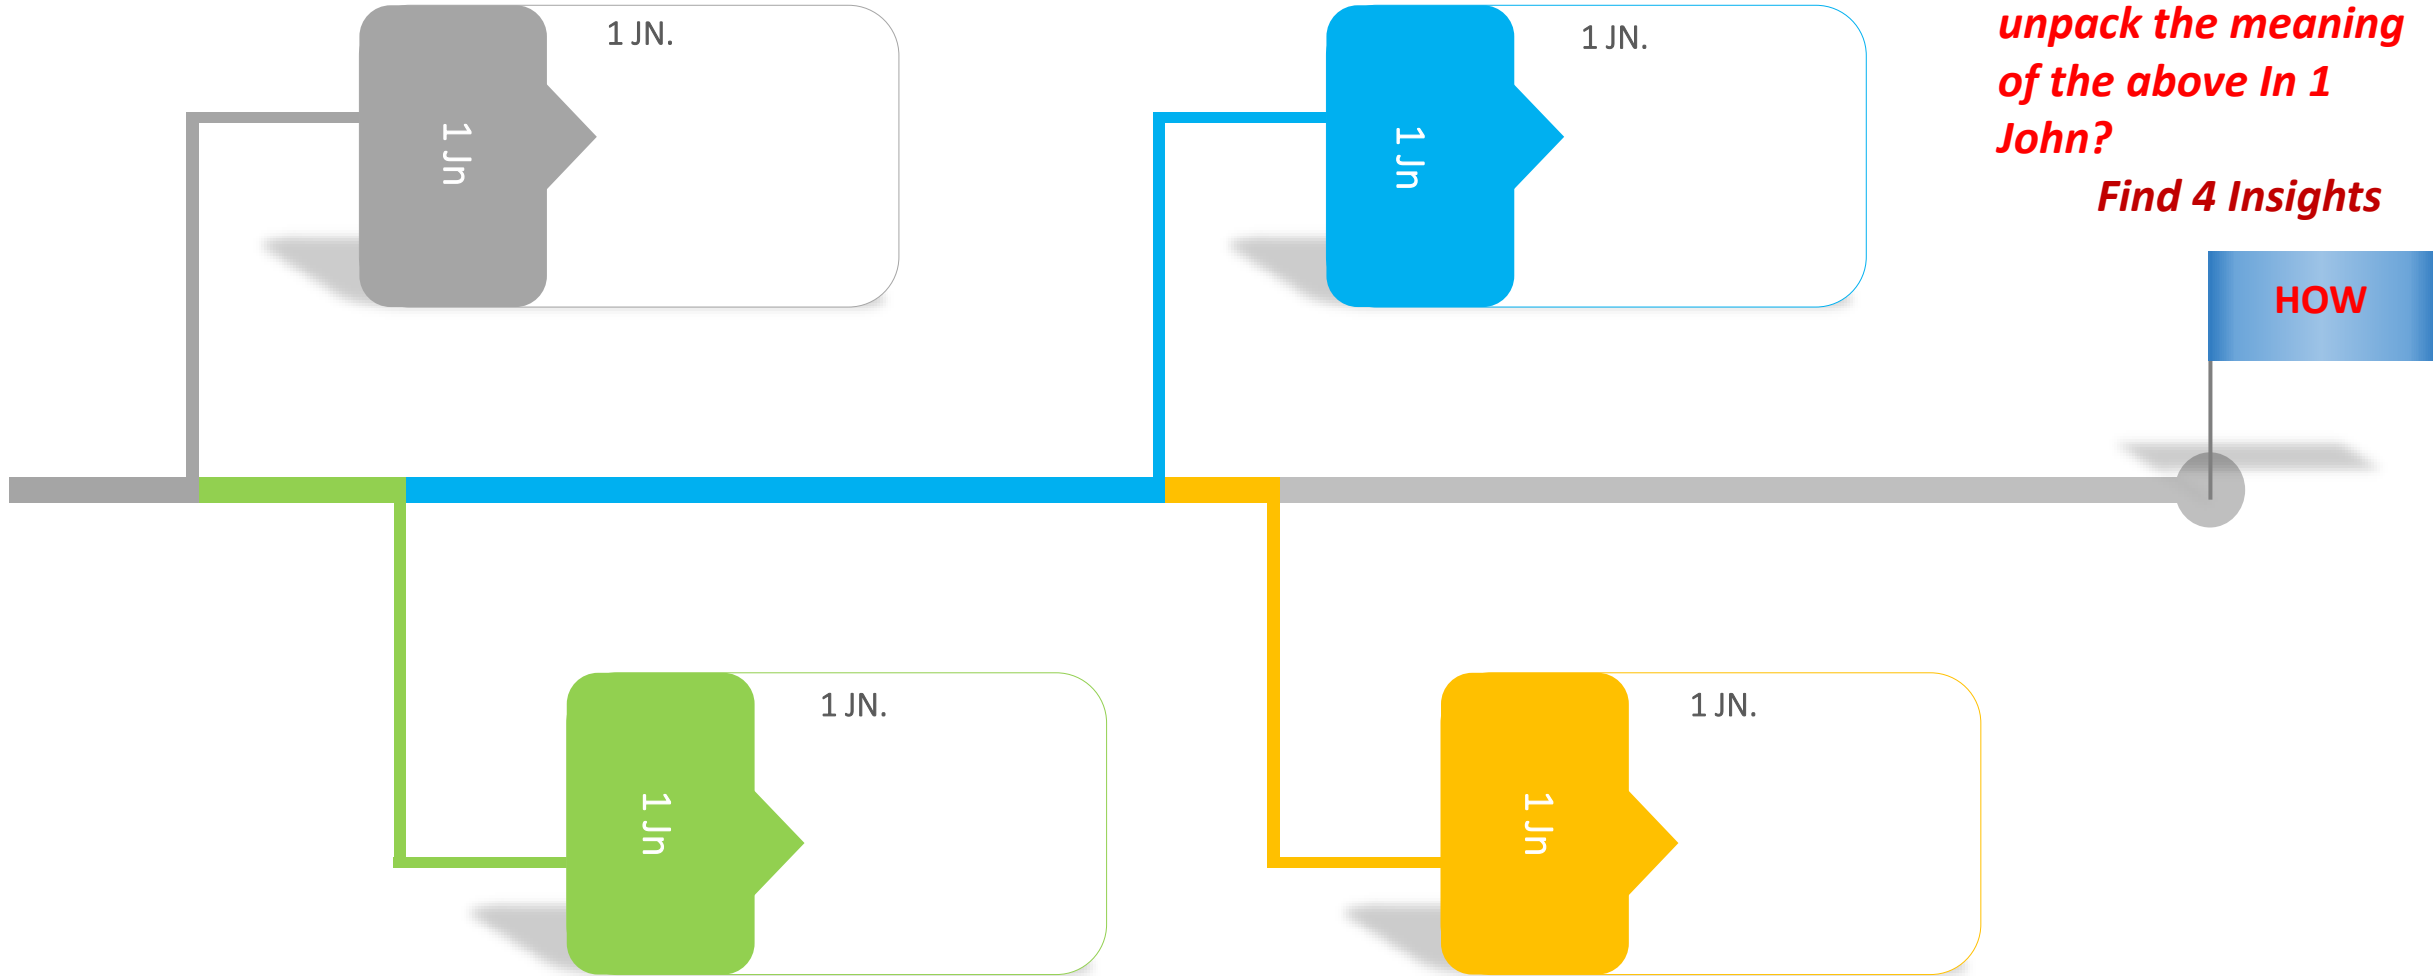 1 JN.
1 Jn
1 JN.
1 Jn
unpack the meaning
of the above In 1
John?
Find 4 Insights
HOW
1 JN.
1 Jn
1 JN.
1 Jn